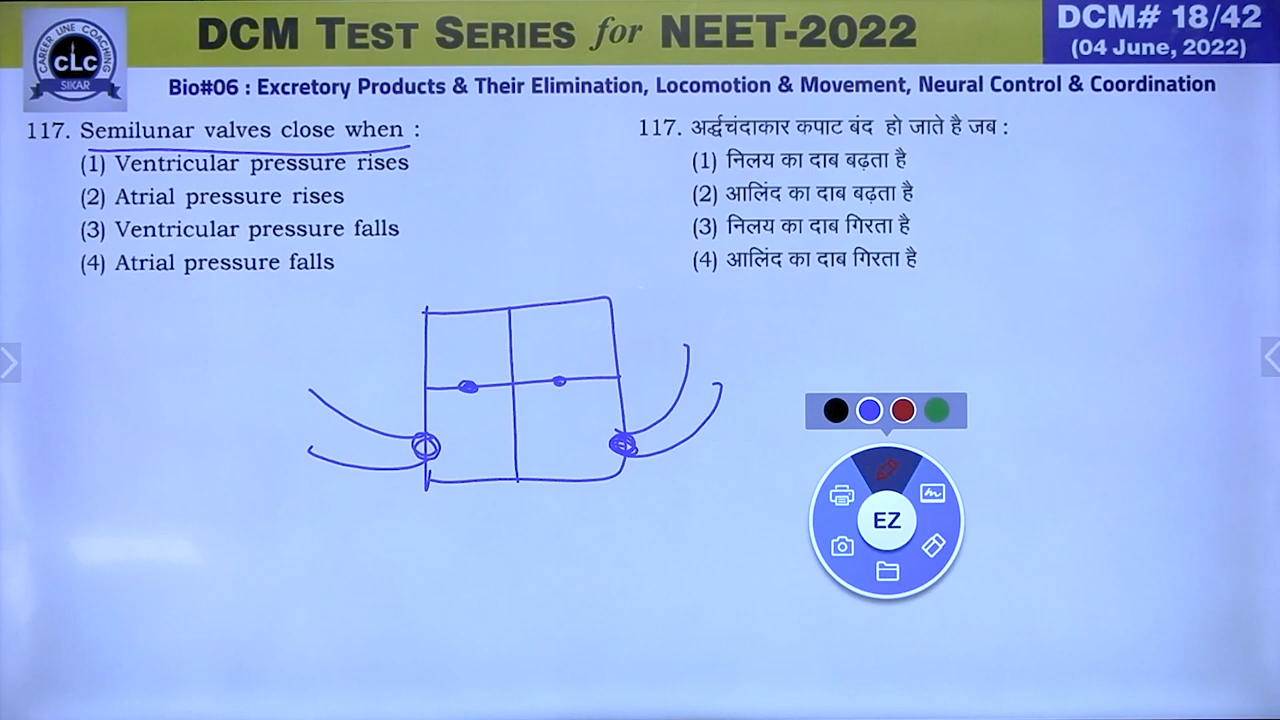 DCM TEST SERIES for NEET-2022
DCM# 18/42
(04 June, 2022)
CAREER LINE COACHING
CLC
SIKAR
Bio#06 : Excretory Products & Their Elimination, Locomotion & Movement, Neural Control & Coordination
117. Semilunar valves close when :
(1) Ventricular pressure rises
(2) Atrial pressure rises
(3) Ventricular pressure falls
(4) Atrial pressure falls
117. अर्द्धचंदाकार कपाट बंद हो जाते है जब :
(1) निलय का दाब बढ़ता है
(2) आलिंद का दाब बढ़ता है
(3) निलय का दाब गिरता है
(4) आलिंद का दाब गिरता है
EZ